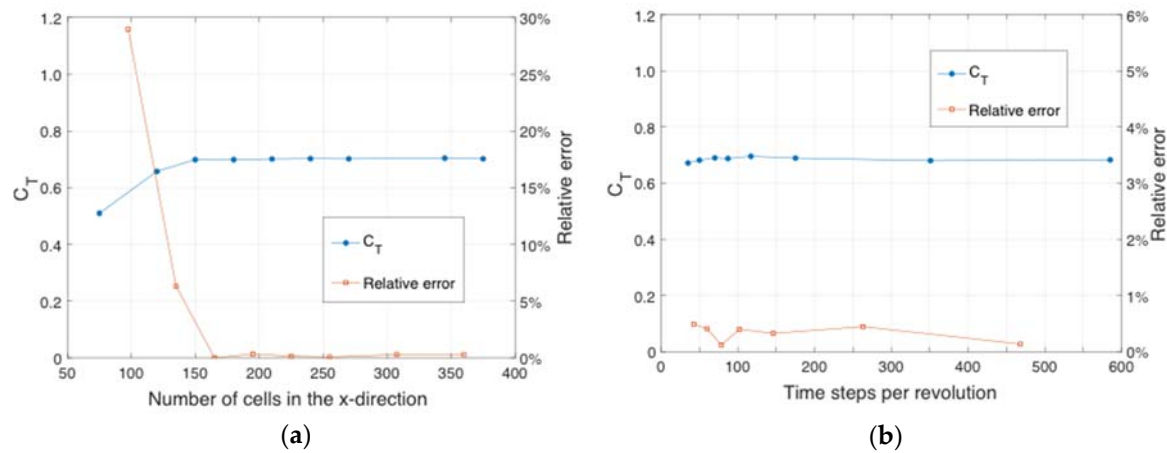 1.2 30% 1.2 6%
1.0 25% 1.0 5%
0.8 20% 0.8 4%
C_T 0.6 15% Relative error C_T 0.6 3% Relative error
0.4 10% 0.4 2%
0.2 5% 0.2 1%
0 0% 0 0%
C_T
Relative error
C_T
Relative error
50 100 150 200 250 300 350 400
0 100 200 300 400 500 600
Number of cells in the x-direction
Time steps per revolution
(a)
(b)